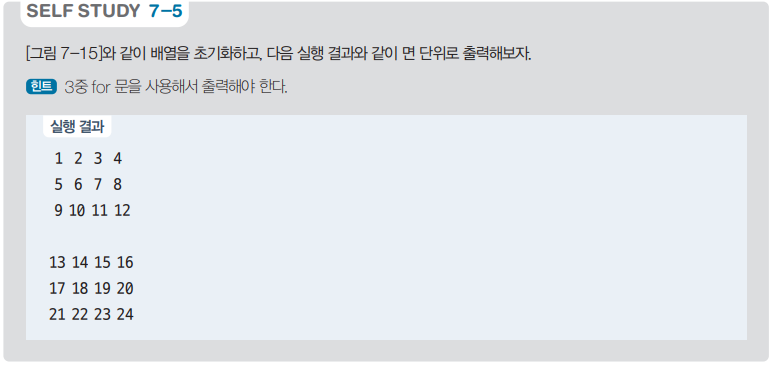 SELF STUDY 7-5
[그림 7-15]와 같이 배열을 초기화하고, 다음 실행 결과와 같이 면 단위로 출력해보자.
힌트 3중 for 문을 사용해서 출력해야 한다.
실행 결과
1 2 3 4
5 6 7 8
9 10 11 12
13 14 15 16
17 18 19 20
21 22 23 24